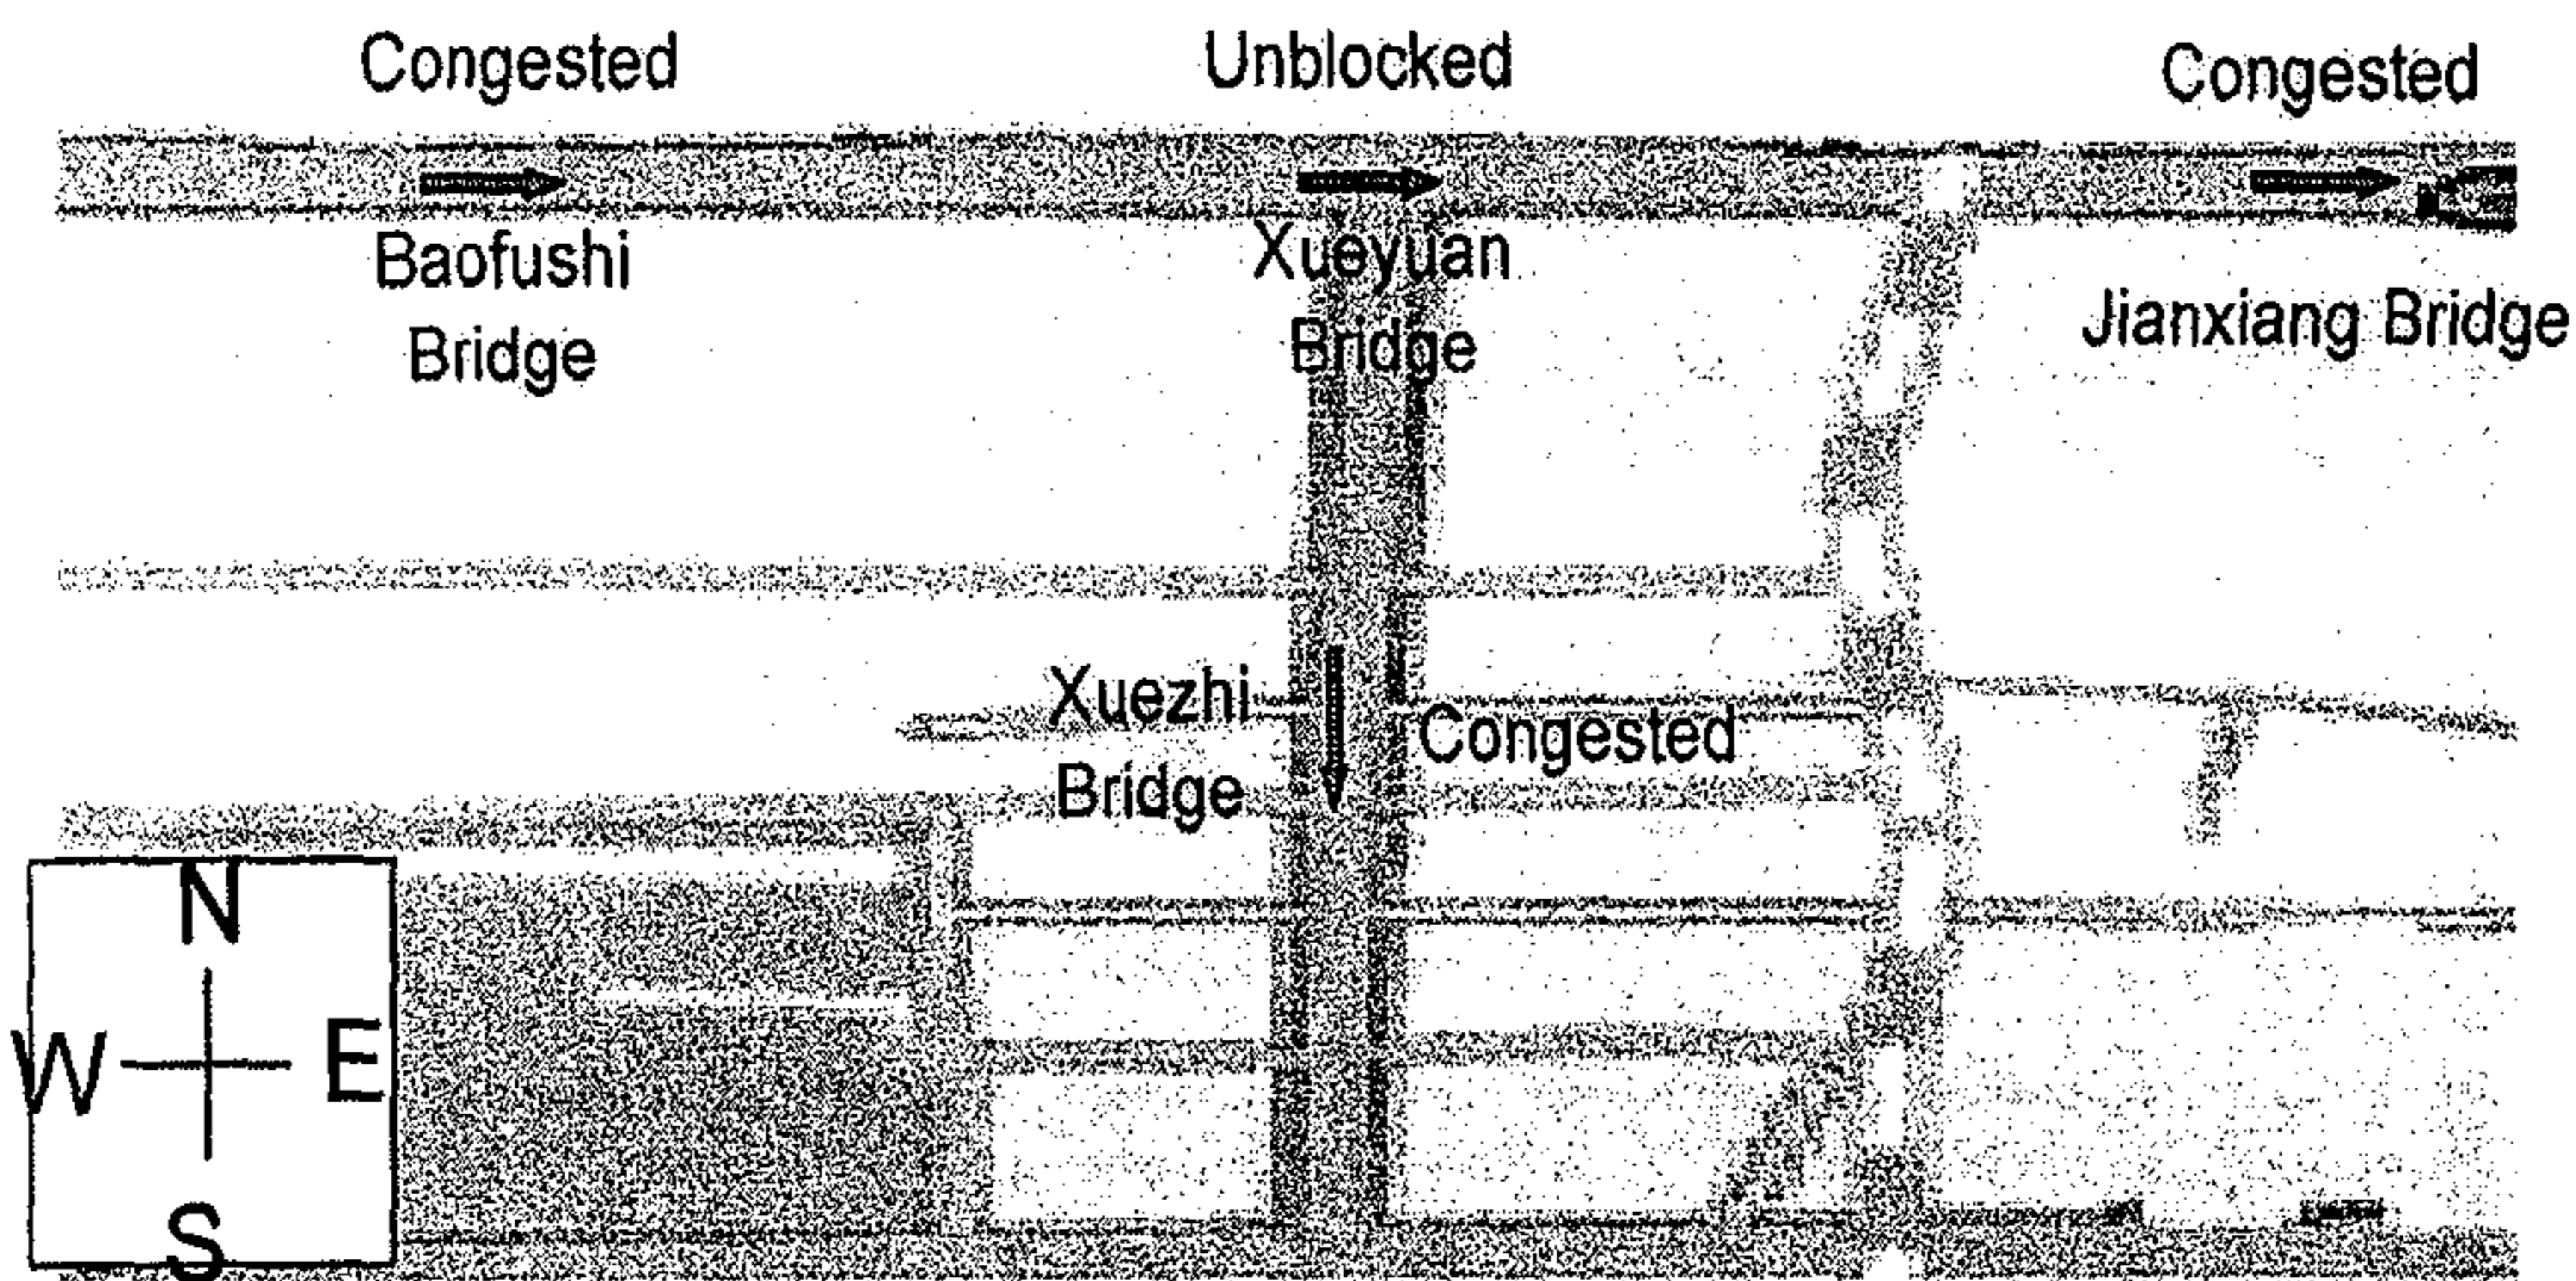 Congested
Unblocked
Congested
Baofushi
Bridge
Xueyuan
Bridge
Jianxiang Bridge
Xuezhi
Bridge
Congested
N
W
E
S